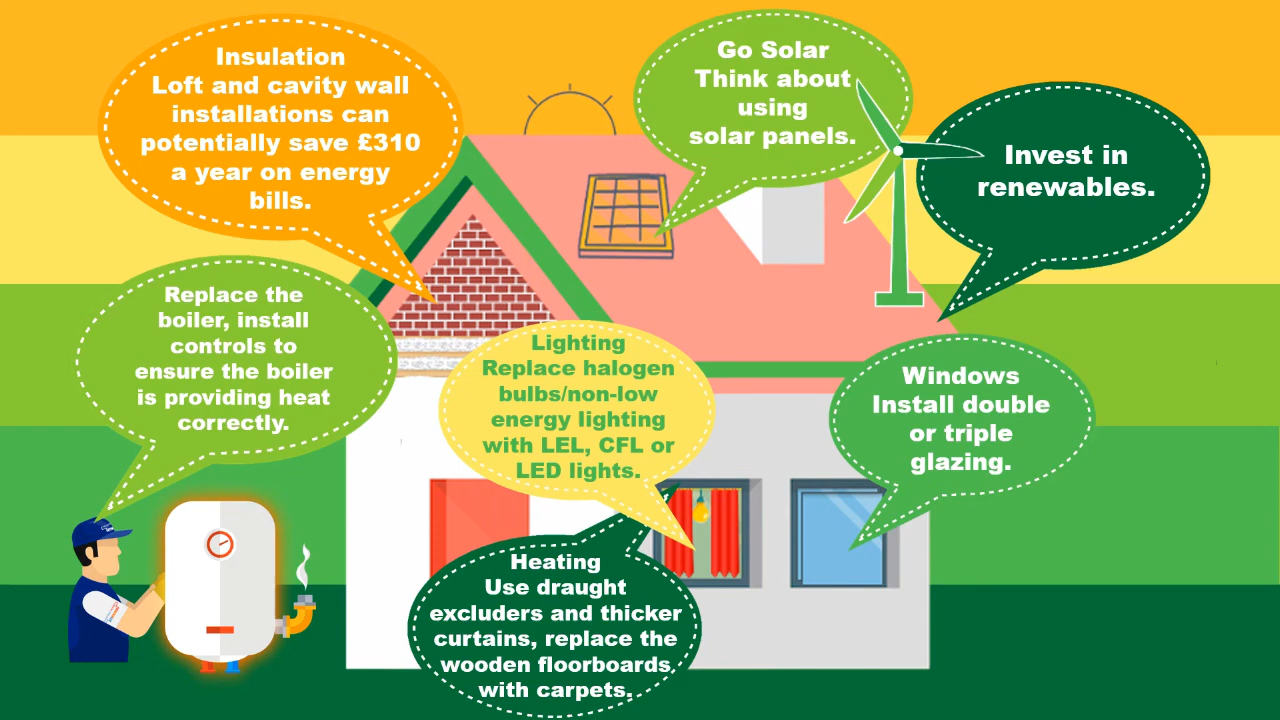 Insulation
Loft and cavity wall
installations can
potentially save £310
a year on energy
bills.
Go Solar
Think about
using
solar panels.
Invest in
renewables.
Replace the
boiler, install
controls to
ensure the boiler
is providing heat
correctly.
Lighting
Replace halogen
bulbs/non-low
energy lighting
with LEL, CFL or
LED lights.
Windows
Install double
or triple
glazing.
Heating
Use draught
excluders and thicker
curtains, replace the
wooden floorboards
with carpets.